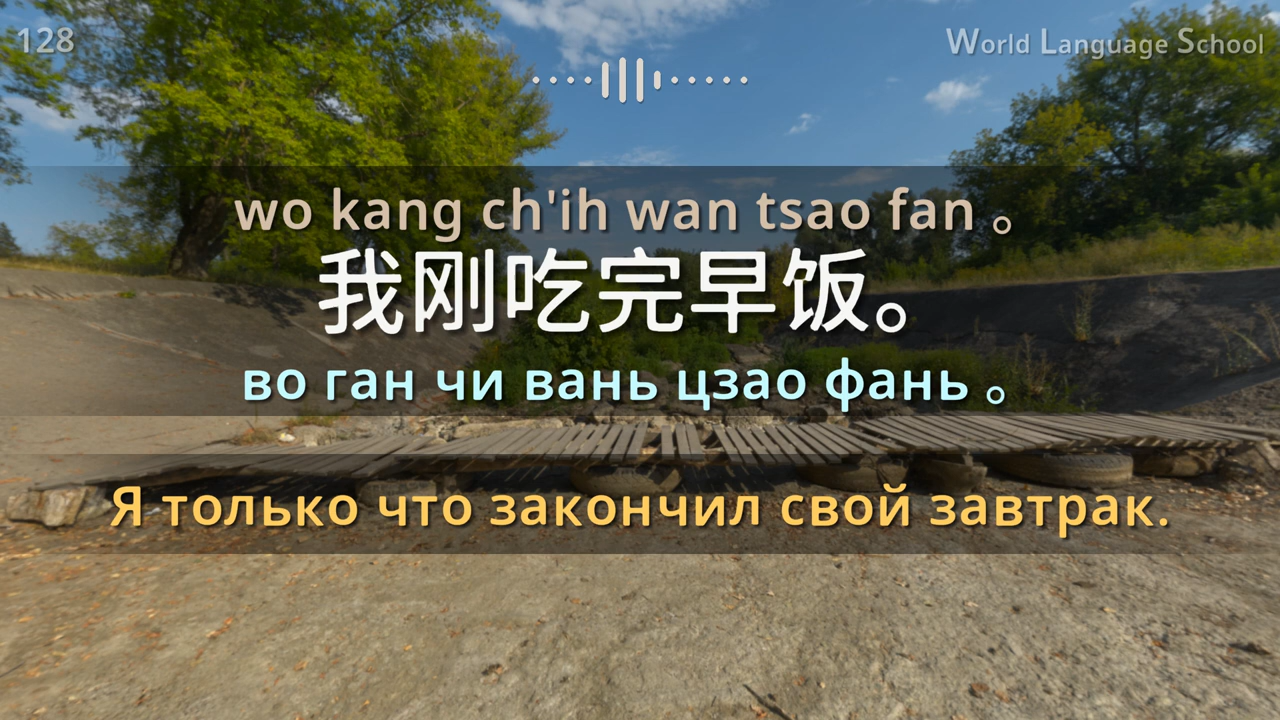 128
World Language School
wo kang ch'ih wan tsao fan 。
我刚吃完早饭。
во ган чи вань цзао фань 。
Я только что закончил свой завтрак.